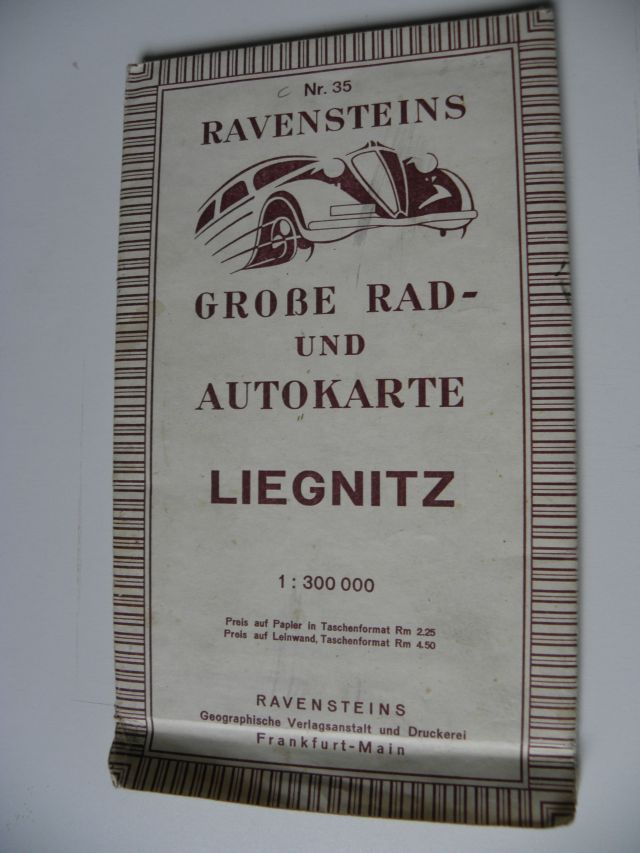 Nr. 35
RAVENSTEINS
GROßE RAD-
UND
AUTOKARTE
LIEGNITZ
1 : 300 000
Preis auf Papier in Taschenformat Rm 2.25
Preis auf Leinwand, Taschenformat Rm 4.50
RAVENSTEINS
Geographische Verlagsanstalt und Druckerei
Frankfurt-Main